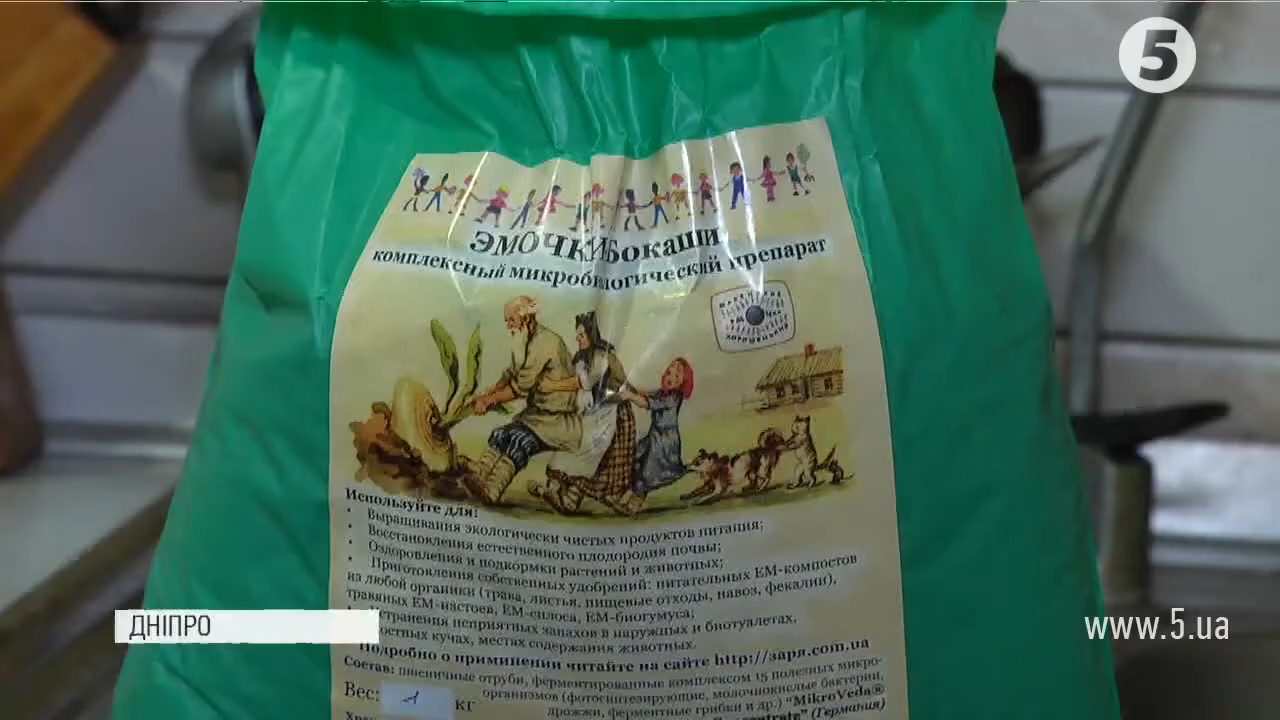 5
ЭМОЧКИ Бокаши
комплексный микробиологический препарат
Используйте для:
• Выращивания экологически чистых продуктов питания;
• Восстановления естественного плодородия почвы;
• Оздоровления и подкормки растений и животных;
• Приготовления собственных удобрений: питательных ЕМ-компостов
из любой органики (трава, листья, пищевые отходы, навоз, фекалии),
травяных ЕМ-настоев, ЕМ-силоса, ЕМ-биогумуса;
неприятных запахов в наружных и биотуалетах,
кучах, местах содержания животных.
Подробно о приминении читайте на сайте http://заря.com.ua
Состав: пшеничные отруби, ферментированные комплексом 15 полезных микро-
организмов (фотосинтезирующие, молочнокислые бактерии,
Вес: 1 кг
дрожжи, ферментные грибки и др.) "MikroVeda®
(Германия)
ДНІПРО
www.5.ua